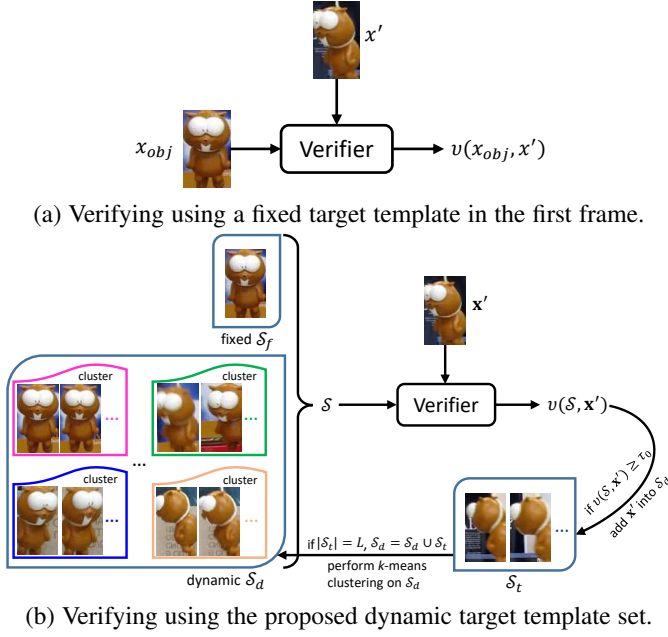 x′
x_obj
Verifier
υ(x_obj, x′)
(a) Verifying using a fixed target template in the first frame.
fixed 𝒮_f
𝐱′
cluster
cluster
...
...
...
cluster
cluster
...
...
dynamic 𝒮_d
𝒮
Verifier
υ(𝒮, 𝐱′)
if υ(𝒮, 𝐱′) ≥ τ_0
add 𝐱′ into 𝒮_d
...
𝒮_t
if |𝒮_t| = L, 𝒮_d = 𝒮_d ∪ 𝒮_t
perform k-means
clustering on 𝒮_d
(b) Verifying using the proposed dynamic target template set.